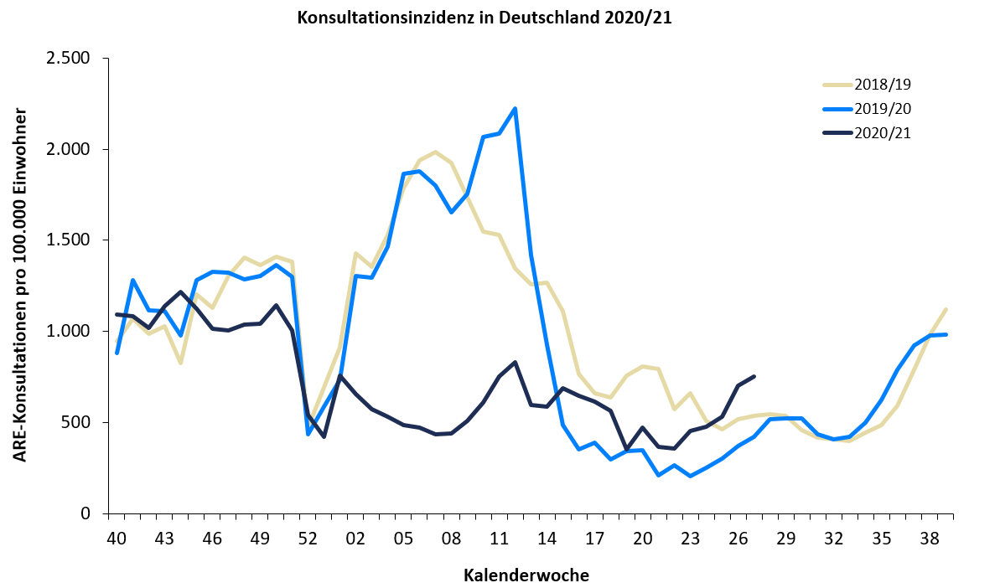 Konsultationsinzidenz in Deutschland 2020/21
ARE-Konsultationen pro 100.000 Einwohner
2.500
2.000
1.500
1.000
500
0
2018/19
2019/20
2020/21
40 43 46 49 52 02 05 08 11 14 17 20 23 26 29 32 35 38
Kalenderwoche